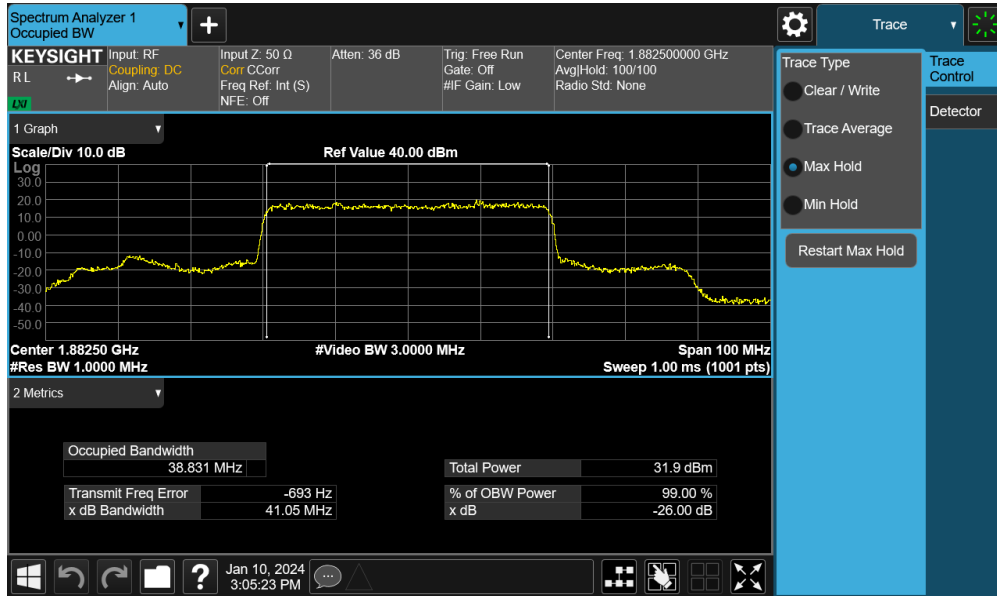 Spectrum Analyzer 1
Occupied BW
+
Trace
KEYSIGHT
R L
LXI
Input: RF
Coupling: DC
Align: Auto
Input Z: 50 Ω
Corr CCorr
Freq Ref: Int (S)
NFE: Off
Atten: 36 dB
Trig: Free Run
Gate: Off
#IF Gain: Low
Center Freq: 1.882500000 GHz
Avg|Hold: 100/100
Radio Std: None
1 Graph
Scale/Div 10.0 dB
Ref Value 40.00 dBm
Log
30.0
20.0
10.0
0.00
-10.0
-20.0
-30.0
-40.0
-50.0
Center 1.88250 GHz
#Video BW 3.0000 MHz
Span 100 MHz
#Res BW 1.0000 MHz
Sweep 1.00 ms (1001 pts)
2 Metrics
Occupied Bandwidth
38.831 MHz
Total Power 31.9 dBm
Transmit Freq Error -693 Hz
% of OBW Power 99.00 %
x dB Bandwidth 41.05 MHz
x dB -26.00 dB
Trace Type
Clear / Write
Trace Average
Max Hold
Min Hold
Restart Max Hold
Trace
Control
Detector
?
Jan 10, 2024
3:05:23 PM